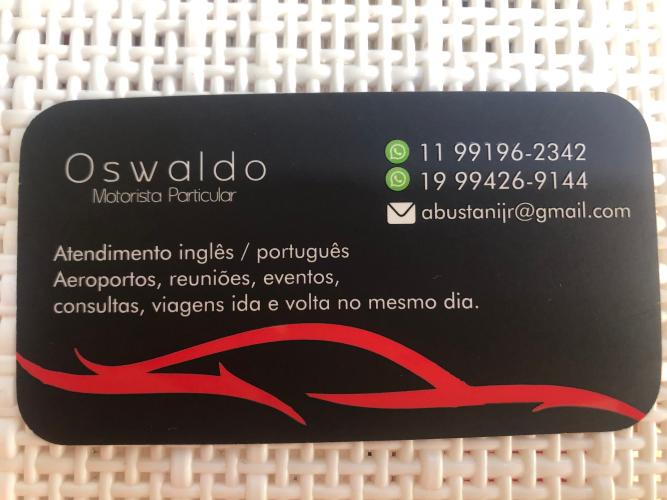 Oswaldo
Motorista Particular
11 99196-2342
19 99426-9144
abustanijr@gmail.com
Atendimento inglês / português
Aeroportos, reuniões, eventos,
consultas, viagens ida e volta no mesmo dia.